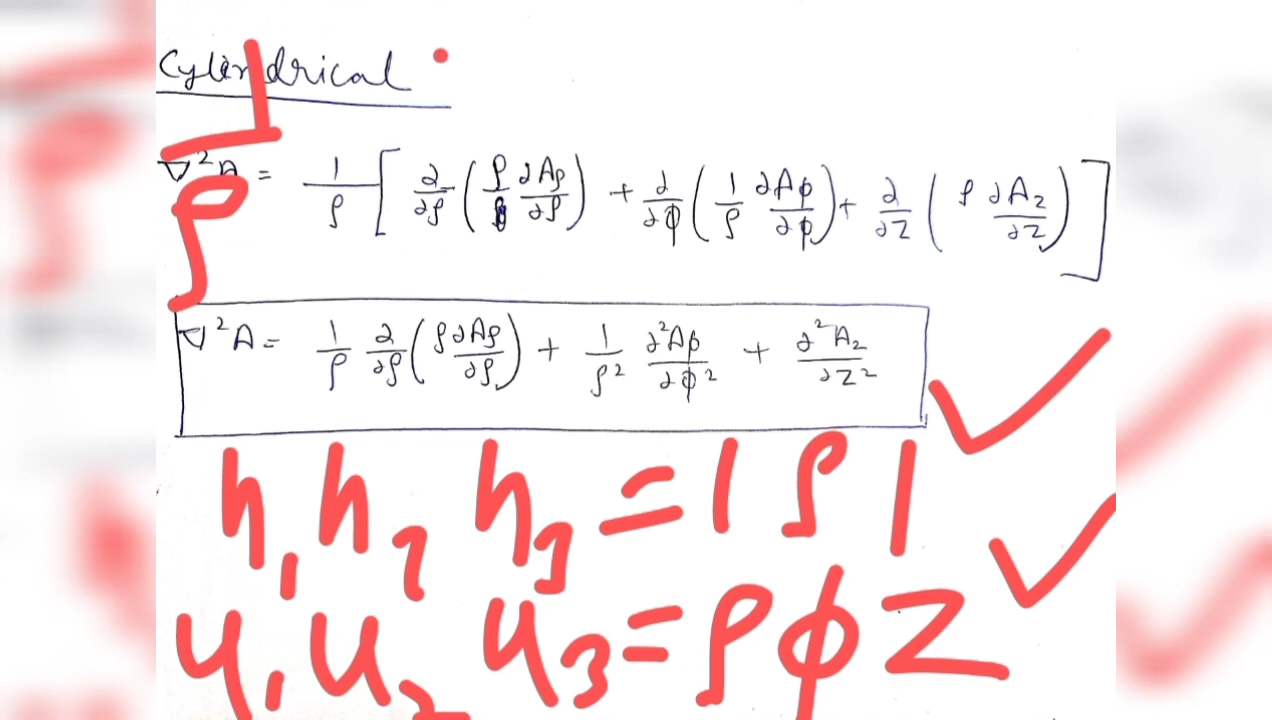 Cylindrical
∇²A = 1/ρ [ ∂/∂ρ ( ρ ∂Aρ/∂ρ ) + ∂/∂ϕ ( 1/ρ ∂Aϕ/∂ϕ ) + ∂/∂z ( ρ ∂Az/∂z ) ]
1/ρ
∇²A = 1/ρ ∂/∂ρ ( ρ∂Aρ/∂ρ ) + 1/ρ² ∂²Aϕ/∂ϕ² + ∂²Az/∂z²
h₁ h₂ h₃ = 1 ρ 1
u₁ u₂ u₃ = ρ ϕ z